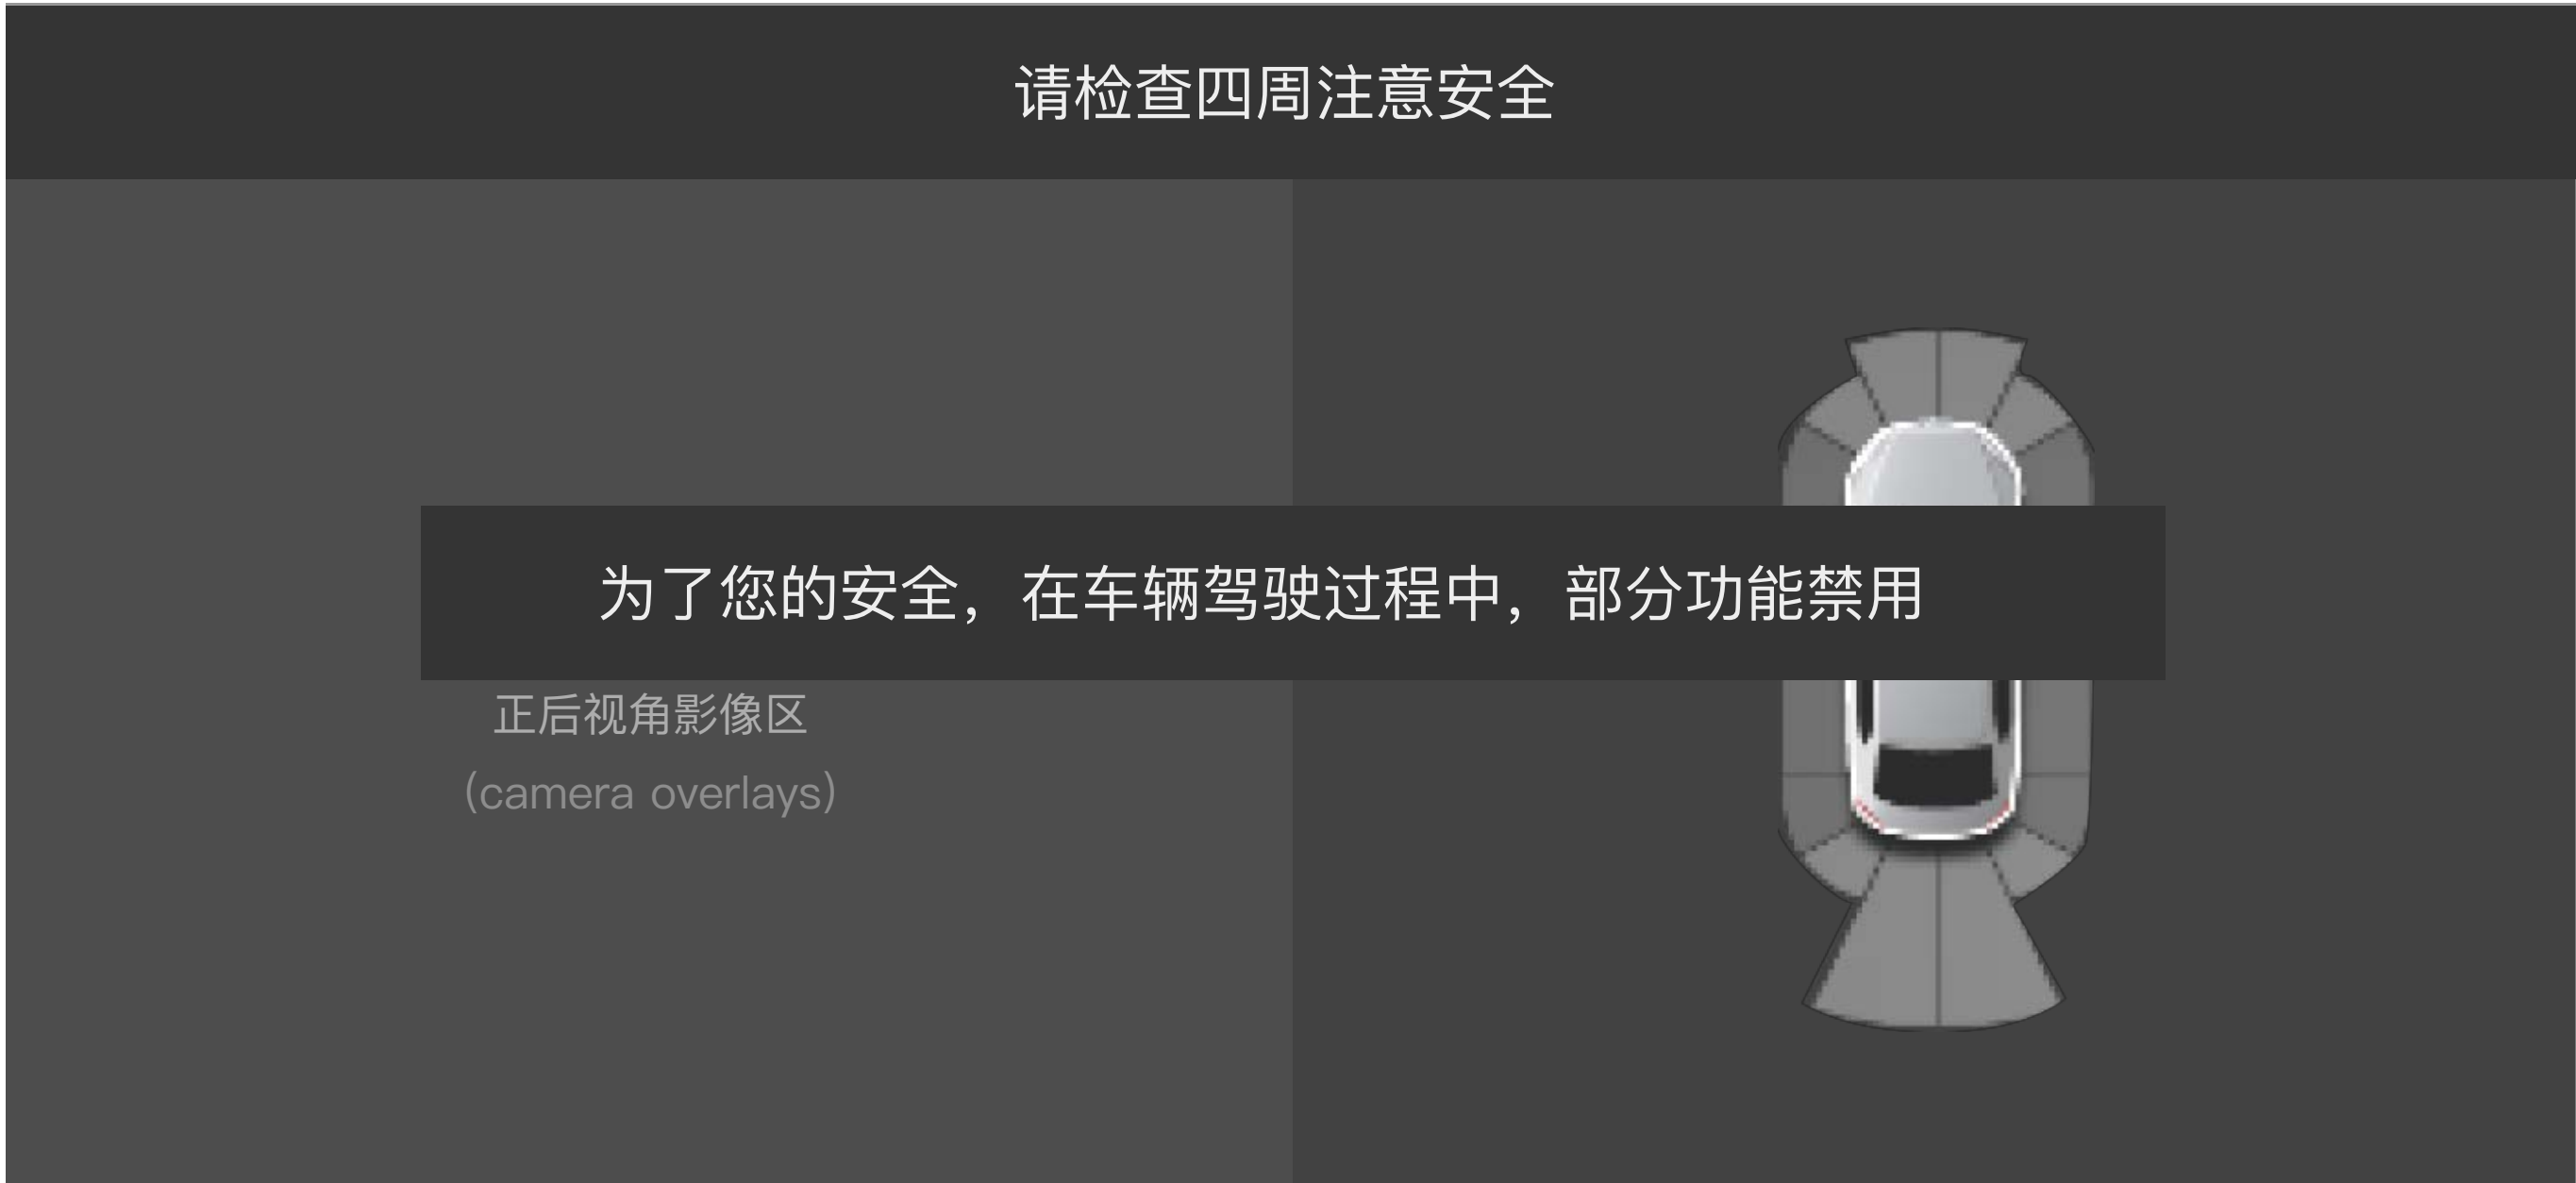 请检查四周注意安全
为了您的安全，在车辆驾驶过程中，部分功能禁用
正后视角影像区
(camera overlays)